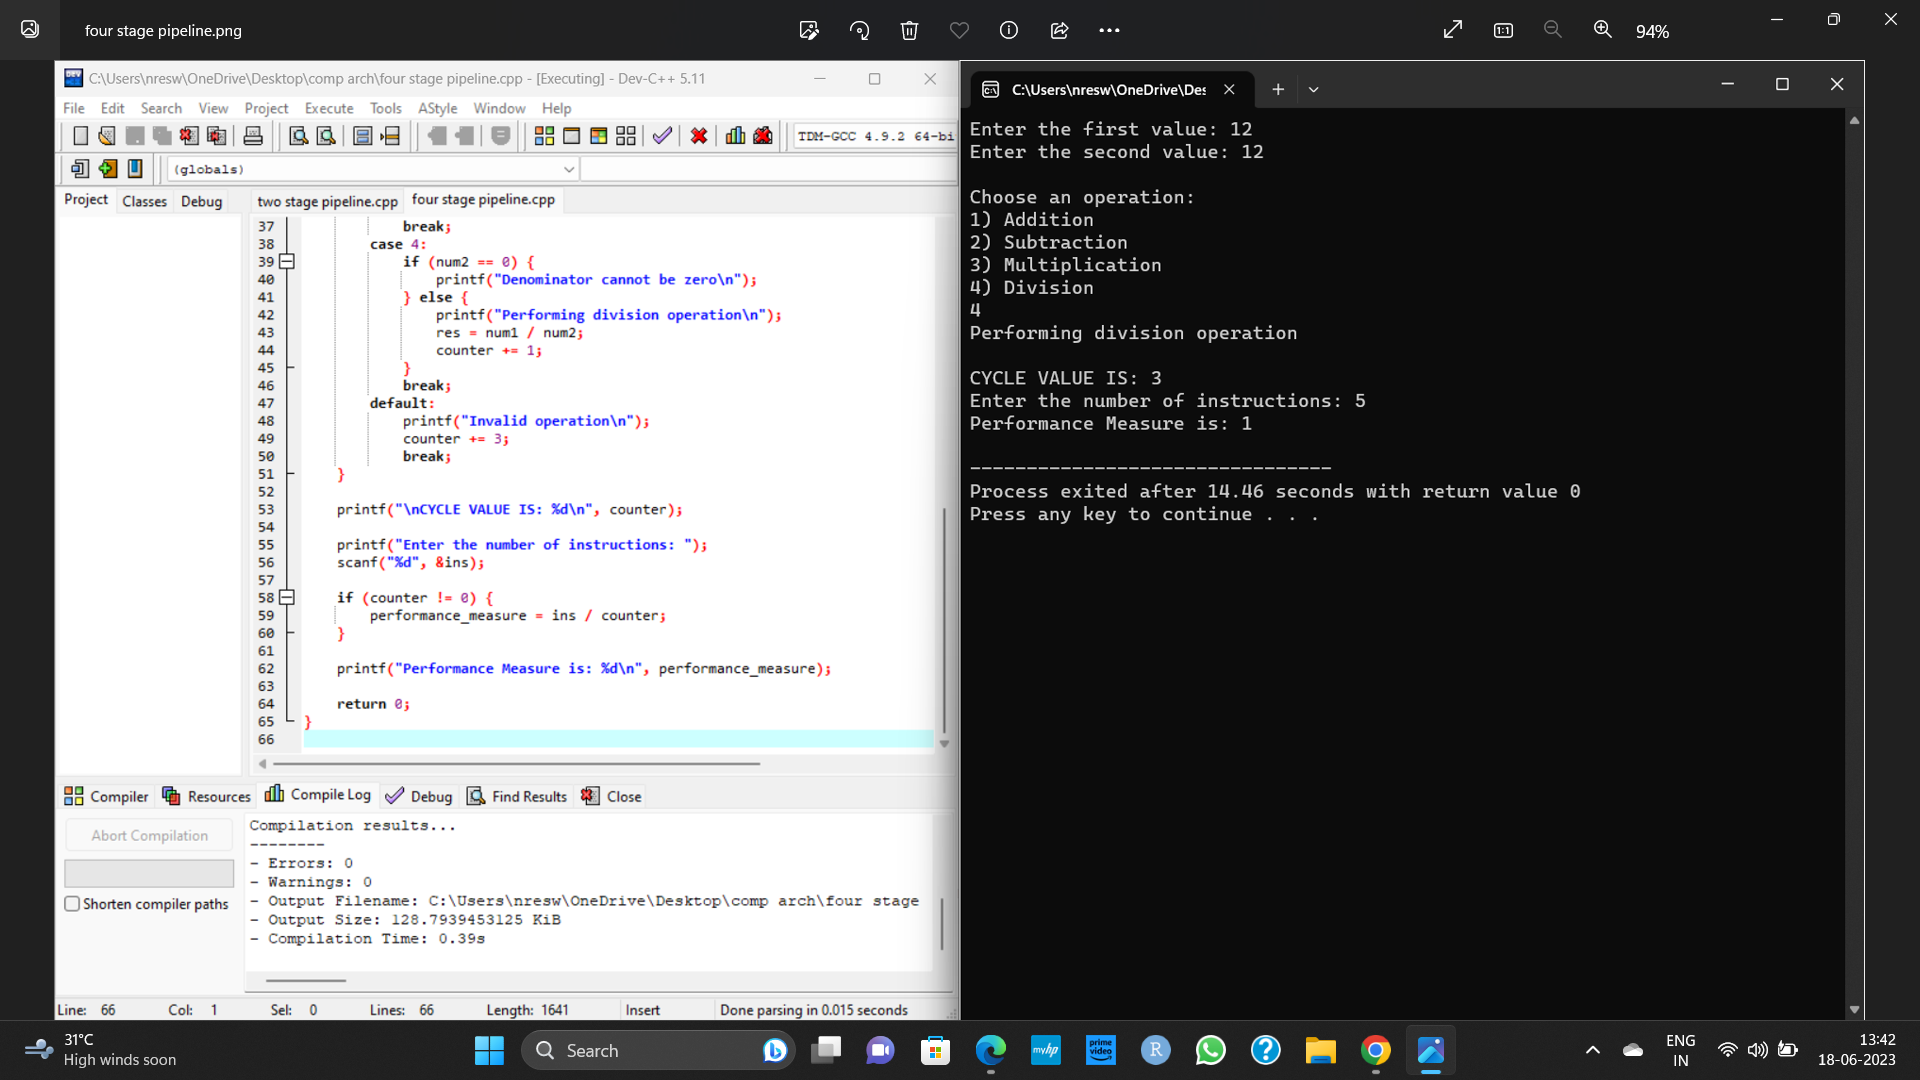 four stage pipeline.png
94%
C:\Users\nresw\OneDrive\Desktop\comp arch\four stage pipeline.cpp - [Executing] - Dev-C++ 5.11
File Edit Search View Project Execute Tools AStyle Window Help
TDM-GCC 4.9.2 64-bi
(globals)
Project Classes Debug
two stage pipeline.cpp four stage pipeline.cpp
37 break;
38 case 4:
39 if (num2 == 0) {
40 printf("Denominator cannot be zero\n");
41 } else {
42 printf("Performing division operation\n");
43 res = num1 / num2;
44 counter += 1;
45 }
46 break;
47 default:
48 printf("Invalid operation\n");
49 counter += 3;
50 break;
51 }
52
53 printf("\nCYCLE VALUE IS: %d\n", counter);
54
55 printf("Enter the number of instructions: ");
56 scanf("%d", &ins);
57
58 if (counter != 0) {
59 performance_measure = ins / counter;
60 }
61
62 printf("Performance Measure is: %d\n", performance_measure);
63
64 return 0;
65 }
66
Compiler Resources Compile Log Debug Find Results Close
Abort Compilation
Shorten compiler paths
Compilation results...
--------
- Errors: 0
- Warnings: 0
- Output Filename: C:\Users\nresw\OneDrive\Desktop\comp arch\four stage
- Output Size: 128.7939453125 KiB
- Compilation Time: 0.39s
Line: 66 Col: 1 Sel: 0 Lines: 66 Length: 1641 Insert Done parsing in 0.015 seconds
C:\Users\nresw\OneDrive\Des
Enter the first value: 12
Enter the second value: 12
Choose an operation:
1) Addition
2) Subtraction
3) Multiplication
4) Division
4
Performing division operation
CYCLE VALUE IS: 3
Enter the number of instructions: 5
Performance Measure is: 1
--------------------------------
Process exited after 14.46 seconds with return value 0
Press any key to continue . . .
31°C
High winds soon
Search
myhp
prime video
R
ENG
IN
13:42
18-06-2023